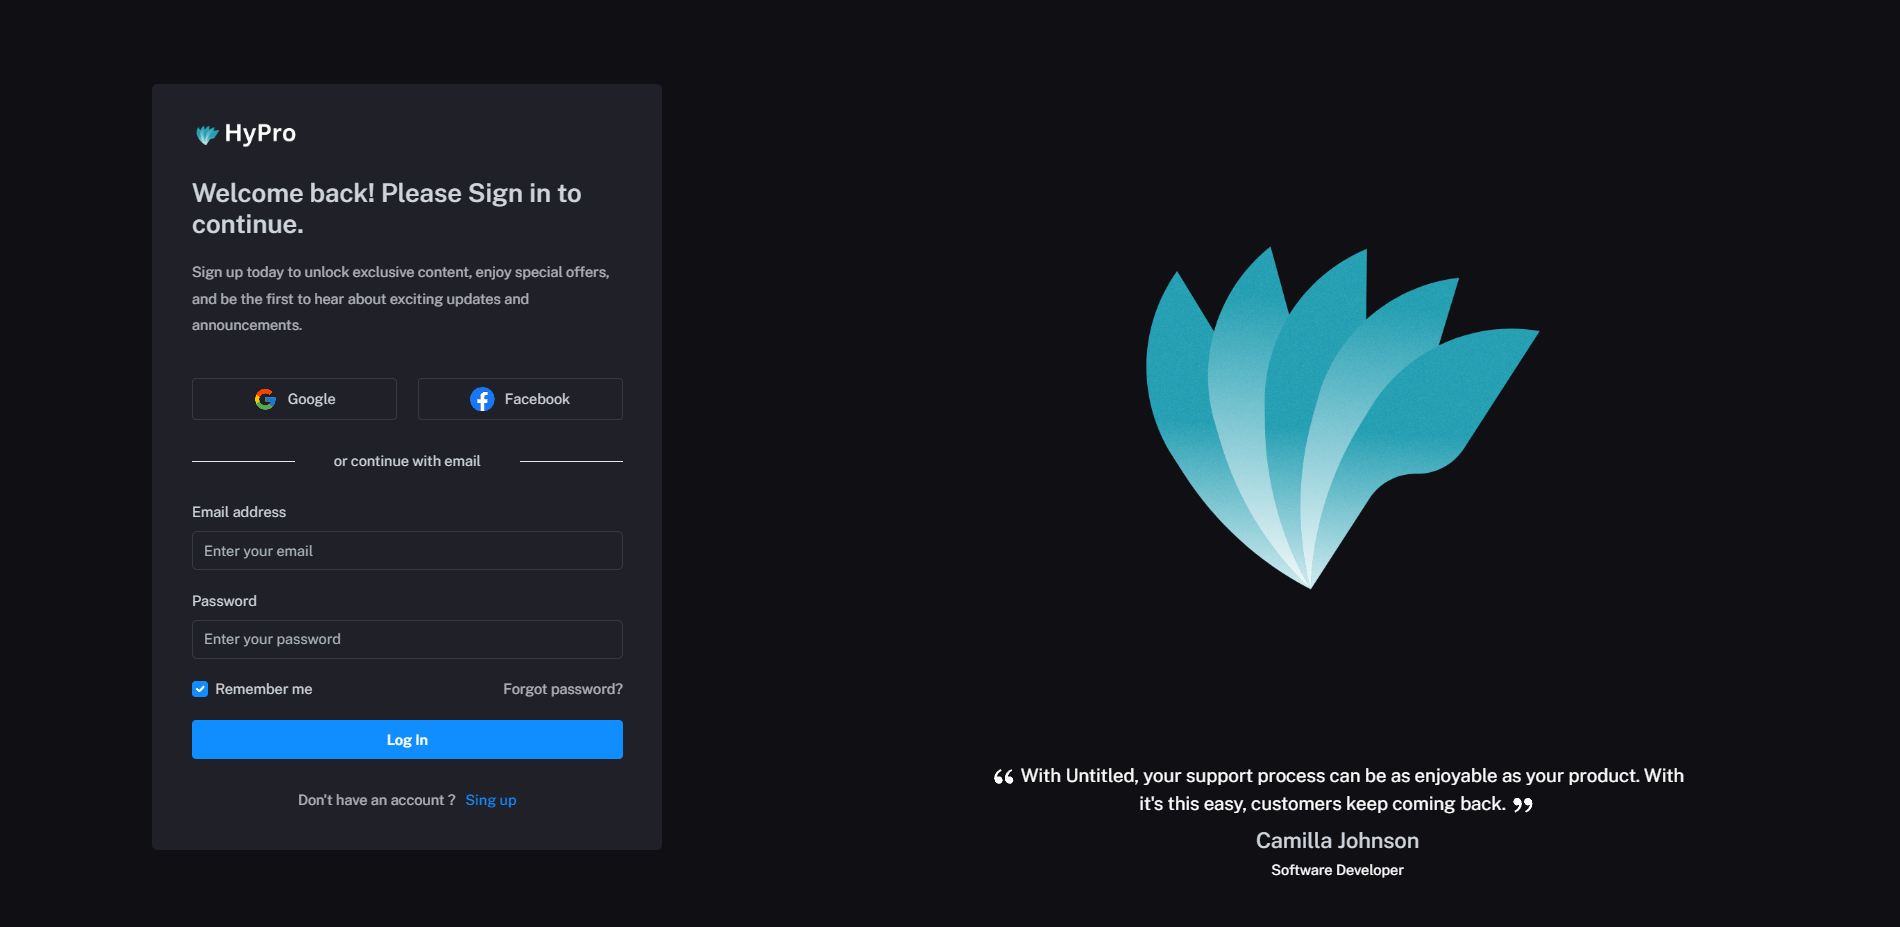 HyPro
Welcome back! Please Sign in to
continue.
Sign up today to unlock exclusive content, enjoy special offers,
and be the first to hear about exciting updates and
announcements.
Google
Facebook
or continue with email
Email address
Enter your email
Password
Enter your password
Remember me
Forgot password?
Log In
Don't have an account ? Sing up
“ With Untitled, your support process can be as enjoyable as your product. With
it's this easy, customers keep coming back. ”
Camilla Johnson
Software Developer